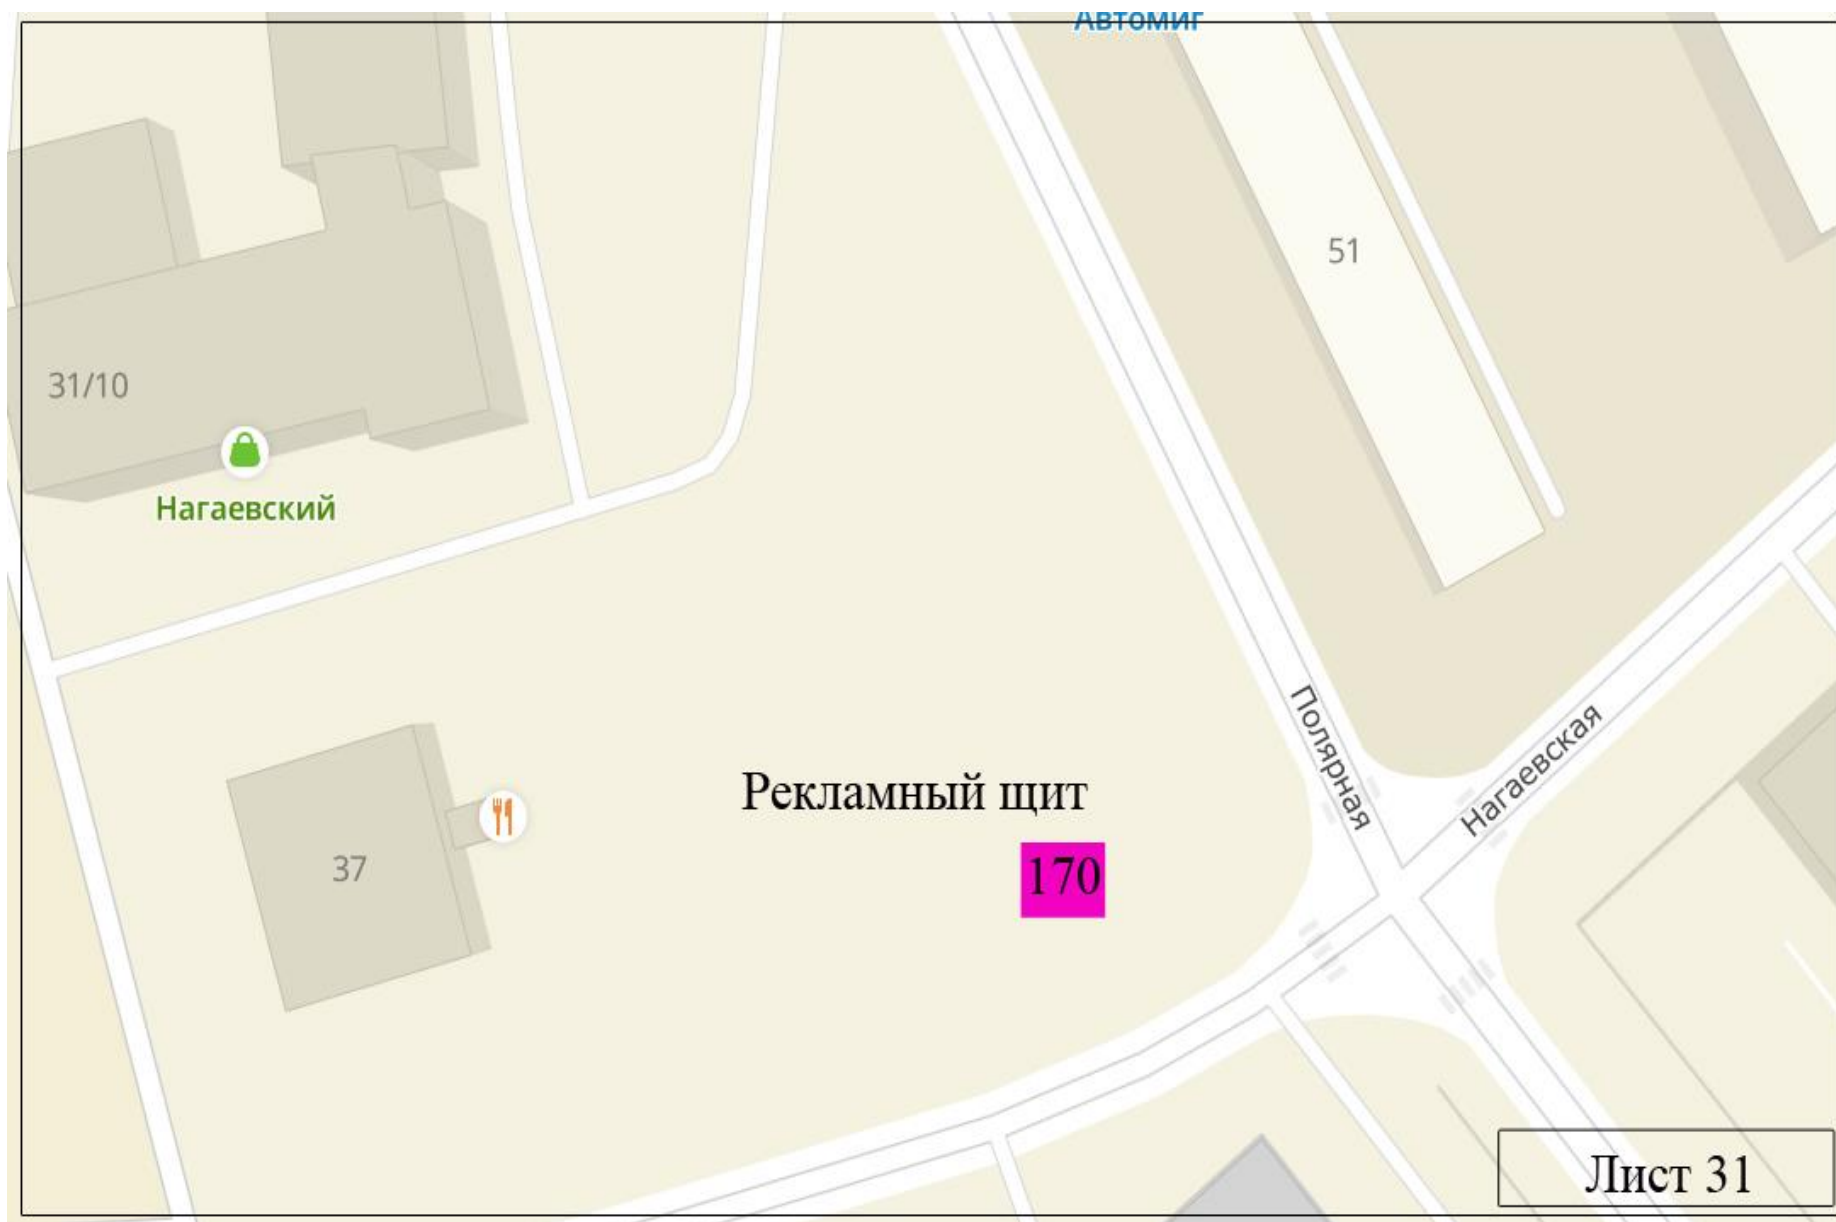 Автомиг
51
31/10
Нагаевский
Полярная
Нагаевская
Рекламный щит
37
170
Лист 31